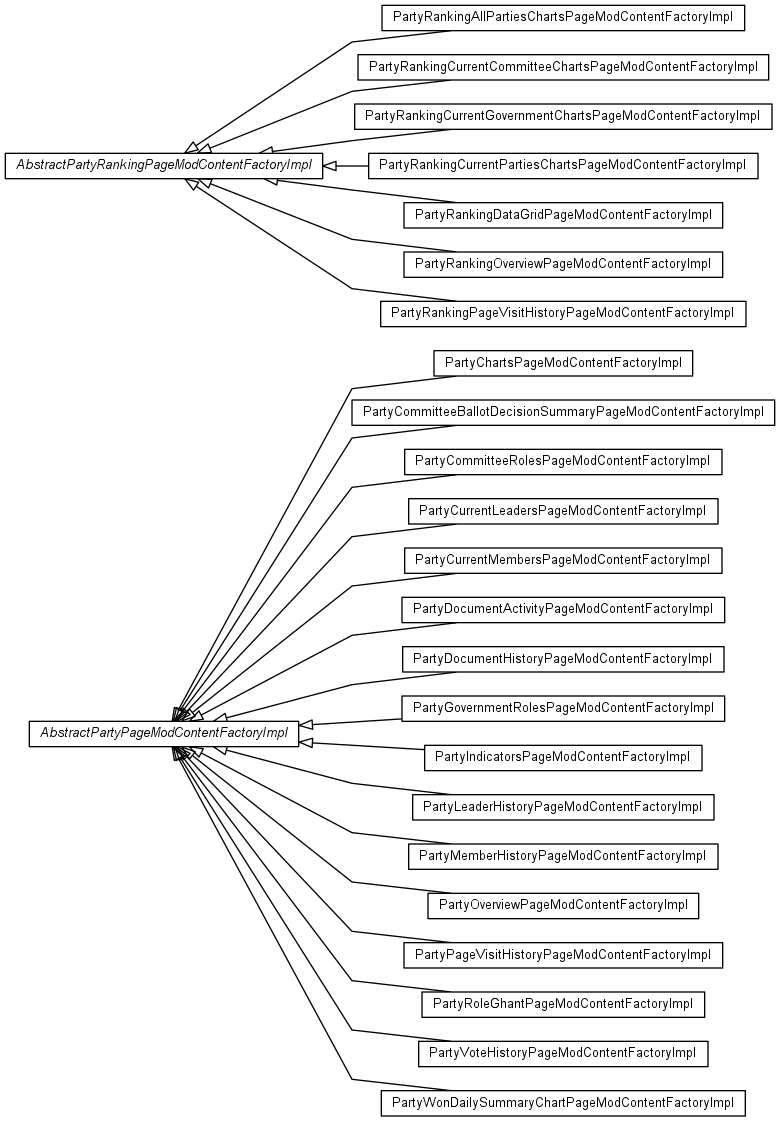 PartyRankingAllPartiesChartsPageModContentFactoryImpl
PartyRankingCurrentCommitteeChartsPageModContentFactoryImpl
PartyRankingCurrentGovernmentChartsPageModContentFactoryImpl
AbstractPartyRankingPageModContentFactoryImpl
PartyRankingCurrentPartiesChartsPageModContentFactoryImpl
PartyRankingDataGridPageModContentFactoryImpl
PartyRankingOverviewPageModContentFactoryImpl
PartyRankingPageVisitHistoryPageModContentFactoryImpl
PartyChartsPageModContentFactoryImpl
PartyCommitteeBallotDecisionSummaryPageModContentFactoryImpl
PartyCommitteeRolesPageModContentFactoryImpl
PartyCurrentLeadersPageModContentFactoryImpl
PartyCurrentMembersPageModContentFactoryImpl
PartyDocumentActivityPageModContentFactoryImpl
PartyDocumentHistoryPageModContentFactoryImpl
PartyGovernmentRolesPageModContentFactoryImpl
AbstractPartyPageModContentFactoryImpl
PartyIndicatorsPageModContentFactoryImpl
PartyLeaderHistoryPageModContentFactoryImpl
PartyMemberHistoryPageModContentFactoryImpl
PartyOverviewPageModContentFactoryImpl
PartyPageVisitHistoryPageModContentFactoryImpl
PartyRoleGhantPageModContentFactoryImpl
PartyVoteHistoryPageModContentFactoryImpl
PartyWonDailySummaryChartPageModContentFactoryImpl